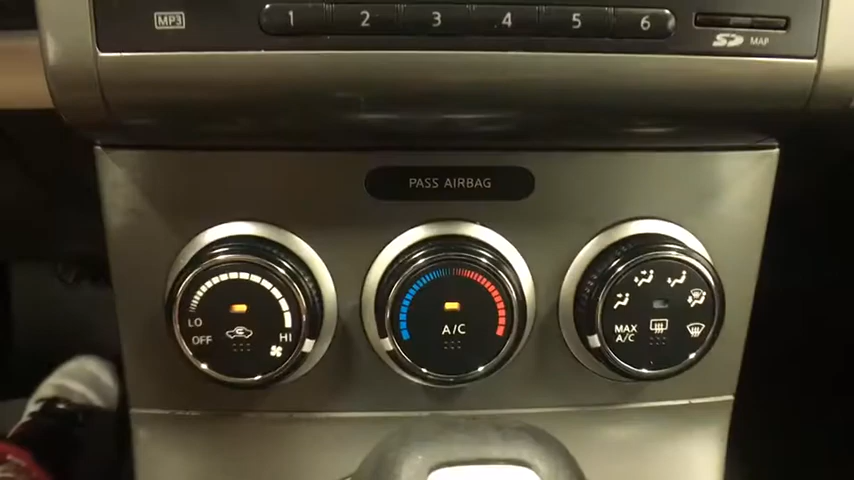 MP3
1 2 3 4 5 6
SD MAP
PASS AIRBAG
LO
OFF
HI
A/C
MAX
A/C